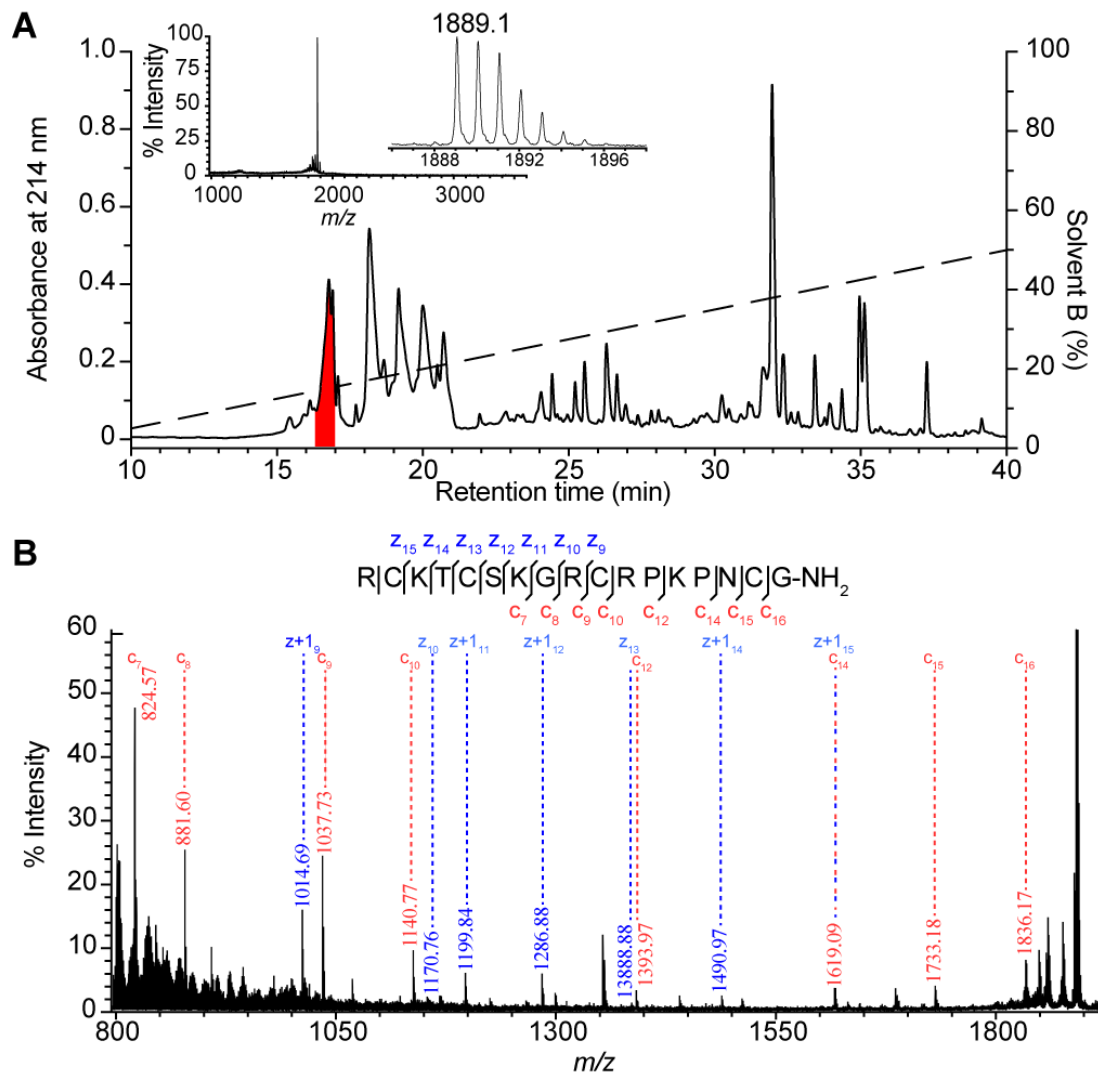 A
1889.1
% Intensity
100
75
50
25
0
1000 2000 3000
m/z
1888 1892 1896
Absorbance at 214 nm
1.0
0.8
0.6
0.4
0.2
0
Solvent B (%)
100
80
60
40
20
0
10 15 20 25 30 35 40
Retention time (min)
B
z15 z14 z13 z12 z11 z10 z9
RCKTCSKGRCRPKPNCG-NH2
c7 c8 c9 c10 c12 c14 c15 c16
% Intensity
60
50
40
30
20
10
0
c7 c8 z+19 c9 c10 z10 z+111 z+112 z13 c12 z+114 z+115 c14 c15 c16
824.57
881.60
1014.69
1037.73
1140.77
1170.76
1199.84
1286.88
13888.88
1393.97
1490.97
1619.09
1733.18
1836.17
800 1050 1300 1550 1800
m/z